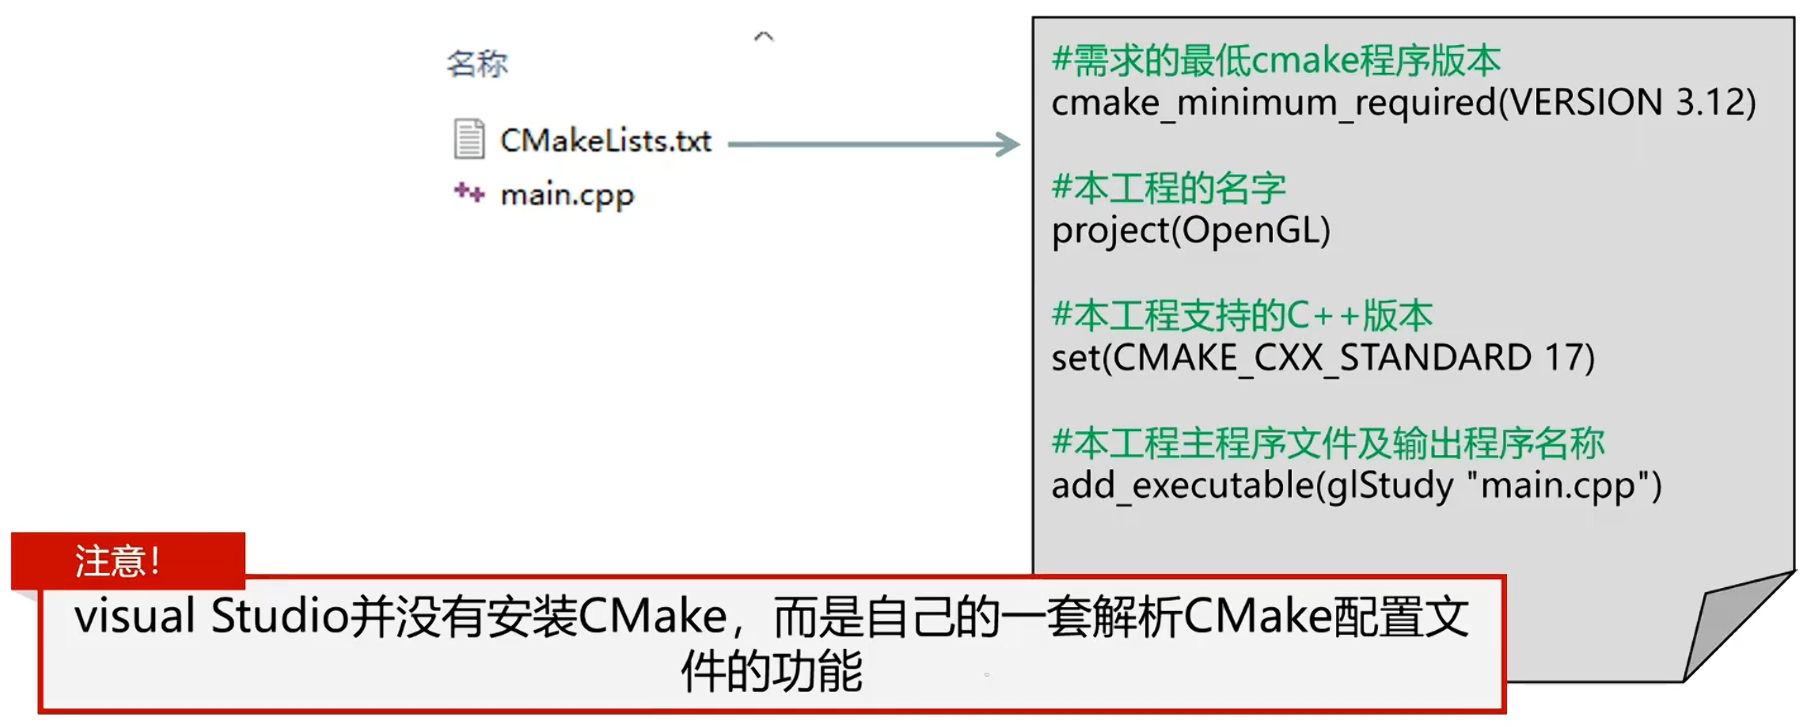 名称
CMakeLists.txt
main.cpp
#需求的最低cmake程序版本
cmake_minimum_required(VERSION 3.12)
#本工程的名字
project(OpenGL)
#本工程支持的C++版本
set(CMAKE_CXX_STANDARD 17)
#本工程主程序文件及输出程序名称
add_executable(glStudy "main.cpp")
注意！
visual Studio并没有安装CMake，而是自己的一套解析CMake配置文
件的功能